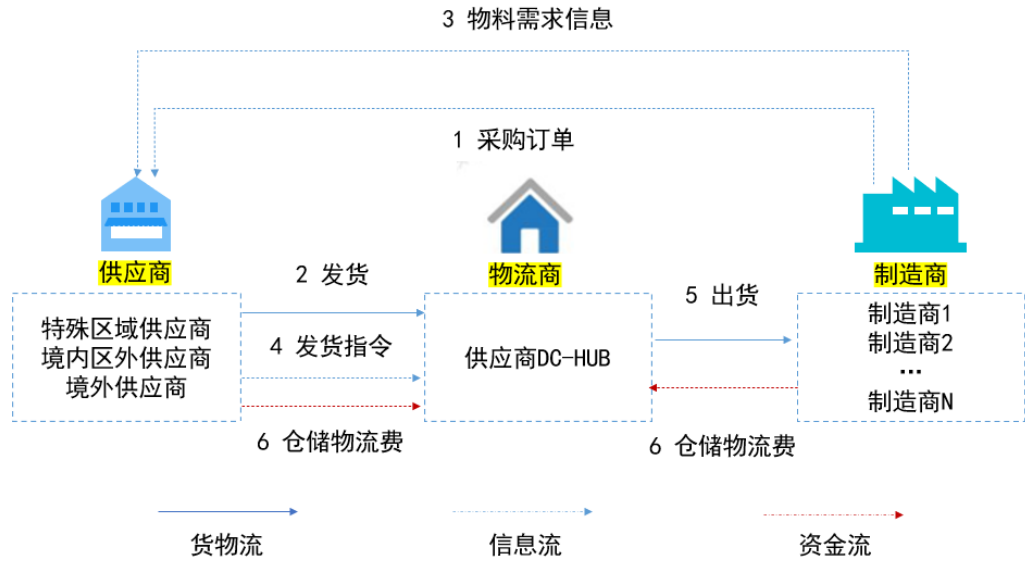 3 物料需求信息
1 采购订单
供应商
2 发货
物流商
5 出货
制造商
特殊区域供应商
境内区外供应商
境外供应商
4 发货指令
供应商DC-HUB
制造商1
制造商2
…
制造商N
6 仓储物流费
6 仓储物流费
货物流
信息流
资金流